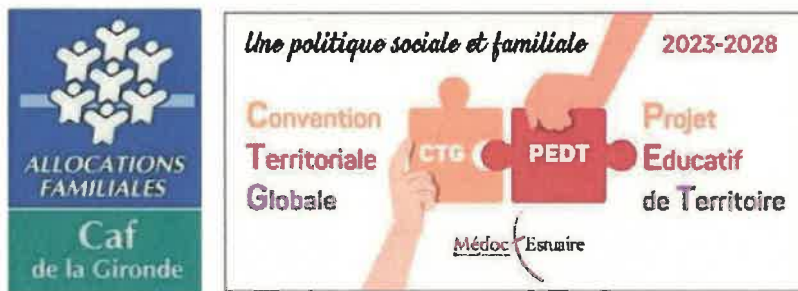 ALLOCATIONS
FAMILIALES
Caf
de la Gironde
Une politique sociale et familiale 2023-2028
Convention
Territoriale
Globale
CTG
PEDT
Projet
Educatif
de Territoire
Médoc Estuaire